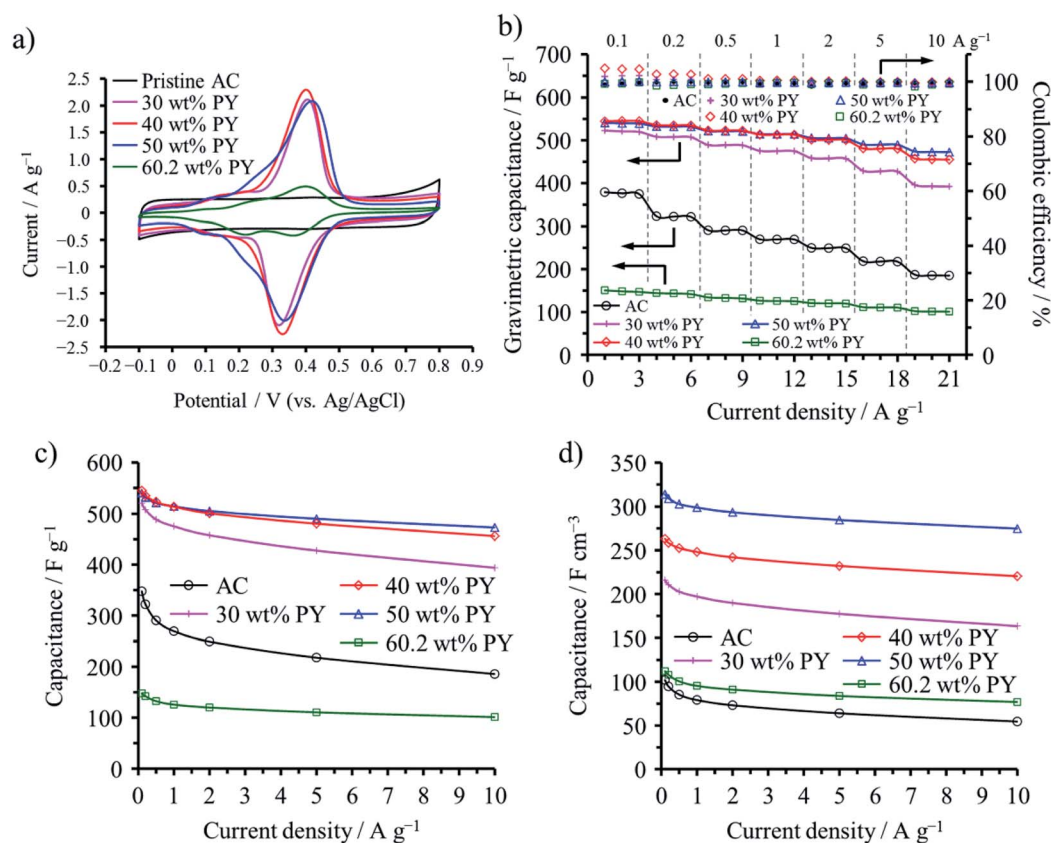 a)
Pristine AC
30 wt% PY
40 wt% PY
50 wt% PY
60.2 wt% PY
2.5
2.0
1.5
1.0
0.5
0
−0.5
−1.0
−1.5
−2.0
2.5
Current / A g−1
−0.2 −0.1 0 0.1 0.2 0.3 0.4 0.5 0.6 0.7 0.8 0.9
Potential / V (vs. Ag/AgCl)
b)
0.1 0.2 0.5 1 2 5 10 A g−1
700
650
600
550
500
450
400
350
300
250
200
150
100
50
0
Gravimetric capacitance / F g−1
100
80
60
40
20
0
Coulombic efficiency / %
AC 30 wt% PY 50 wt% PY
40 wt% PY 60.2 wt% PY
AC
30 wt% PY 50 wt% PY
40 wt% PY 60.2 wt% PY
0 3 6 9 12 15 18 21
Current density / A g−1
c)
600
500
400
300
200
100
0
Capacitance / F g−1
AC 40 wt% PY
30 wt% PY 50 wt% PY
60.2 wt% PY
0 1 2 3 4 5 6 7 8 9 10
Current density / A g−1
d)
350
300
250
200
150
100
50
0
Capacitance / F cm−3
AC 40 wt% PY
30 wt% PY 50 wt% PY
60.2 wt% PY
0 1 2 3 4 5 6 7 8 9 10
Current density / A g−1